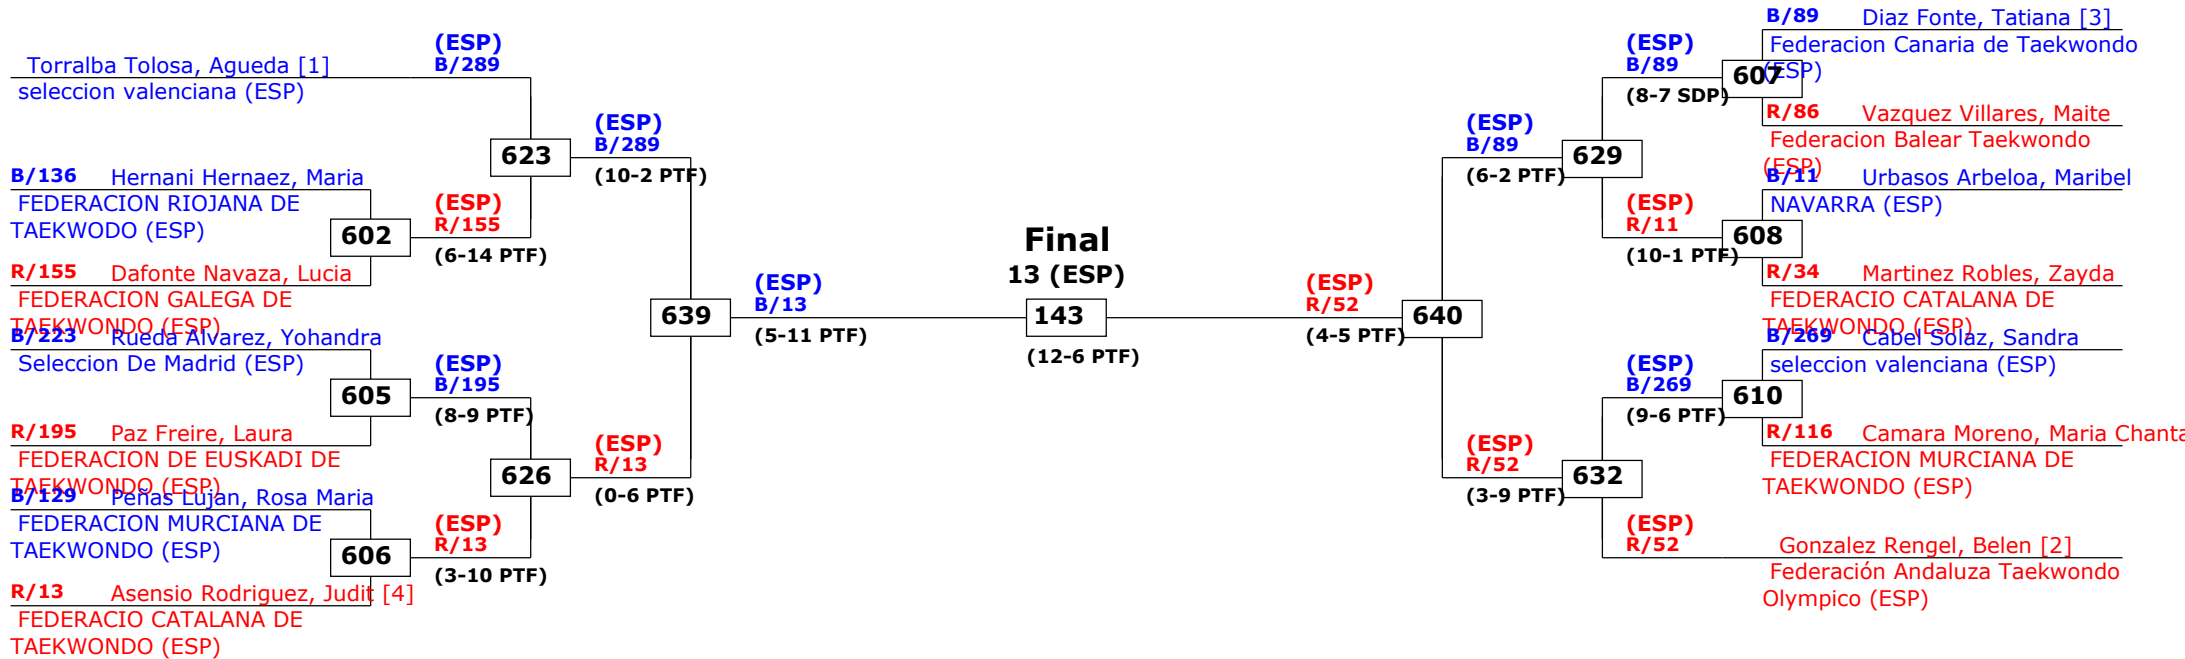 (ESP)
Torralba Tolosa, Agueda [1]
B/289
seleccion valenciana (ESP)
623
(ESP)
B/289
(10-2 PTF)
B/136 Hernani Hernaez, Maria
FEDERACION RIOJANA DE
TAEKWODO (ESP)
602
(ESP)
R/155
(6-14 PTF)
R/155 Dafonte Navaza, Lucia
FEDERACION GALEGA DE
TAEKWONDO (ESP)
B/223 Rueda Alvarez, Yohandra
Seleccion De Madrid (ESP)
605
(ESP)
B/195
(8-9 PTF)
R/195 Paz Freire, Laura
FEDERACION DE EUSKADI DE
TAEKWONDO (ESP)
626
(ESP)
R/13
(0-6 PTF)
B/129 Peñas Lujan, Rosa Maria
FEDERACION MURCIANA DE
TAEKWONDO (ESP)
606
(ESP)
R/13
(3-10 PTF)
R/13 Asensio Rodriguez, Judit [4]
FEDERACIO CATALANA DE
TAEKWONDO (ESP)
639
(ESP)
B/13
(5-11 PTF)
Final
13 (ESP)
143
(12-6 PTF)
(ESP)
R/52
(4-5 PTF)
640
(ESP)
B/89
(6-2 PTF)
629
(ESP)
B/89
(8-7 SDP)
607
B/89 Diaz Fonte, Tatiana [3]
Federacion Canaria de Taekwondo
(ESP)
R/86 Vazquez Villares, Maite
Federacion Balear Taekwondo
(ESP)
B/11 Urbasos Arbeloa, Maribel
NAVARRA (ESP)
(ESP)
R/11
(10-1 PTF)
608
R/34 Martinez Robles, Zayda
FEDERACIO CATALANA DE
TAEKWONDO (ESP)
B/269 Cabel Solaz, Sandra
seleccion valenciana (ESP)
(ESP)
B/269
(9-6 PTF)
610
R/116 Camara Moreno, Maria Chanta
FEDERACION MURCIANA DE
TAEKWONDO (ESP)
(ESP)
R/52
(3-9 PTF)
632
(ESP)
R/52
Gonzalez Rengel, Belen [2]
Federación Andaluza Taekwondo
Olympico (ESP)